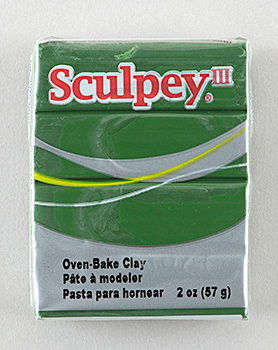 Sculpey III
Oven-Bake Clay
Pâte à modeler
Pasta para hornear 2 oz (57 g)